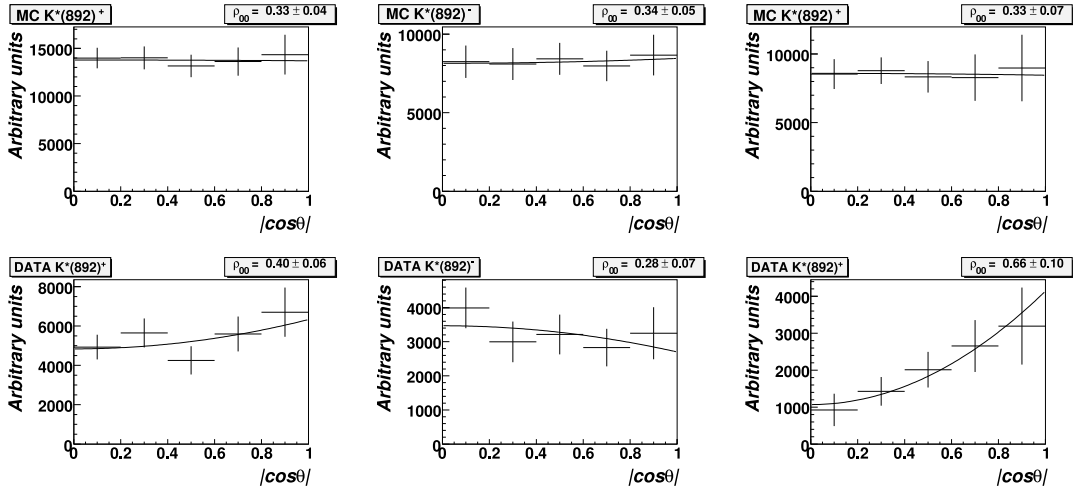 MC K*(892)⁺
ρ₀₀ = 0.33 ± 0.04
Arbitrary units
15000
10000
5000
0
0 0.2 0.4 0.6 0.8 1
|cosθ|
MC K*(892)⁻
ρ₀₀ = 0.34 ± 0.05
Arbitrary units
10000
8000
6000
4000
2000
0
0 0.2 0.4 0.6 0.8 1
|cosθ|
MC K*(892)⁺
ρ₀₀ = 0.33 ± 0.07
Arbitrary units
10000
5000
0
0 0.2 0.4 0.6 0.8 1
|cosθ|
DATA K*(892)⁺
ρ₀₀ = 0.40 ± 0.06
Arbitrary units
8000
6000
4000
2000
0
0 0.2 0.4 0.6 0.8 1
|cosθ|
DATA K*(892)⁻
ρ₀₀ = 0.28 ± 0.07
Arbitrary units
4000
3000
2000
1000
0
0 0.2 0.4 0.6 0.8 1
|cosθ|
DATA K*(892)⁺
ρ₀₀ = 0.66 ± 0.10
Arbitrary units
4000
3000
2000
1000
0
0 0.2 0.4 0.6 0.8 1
|cosθ|